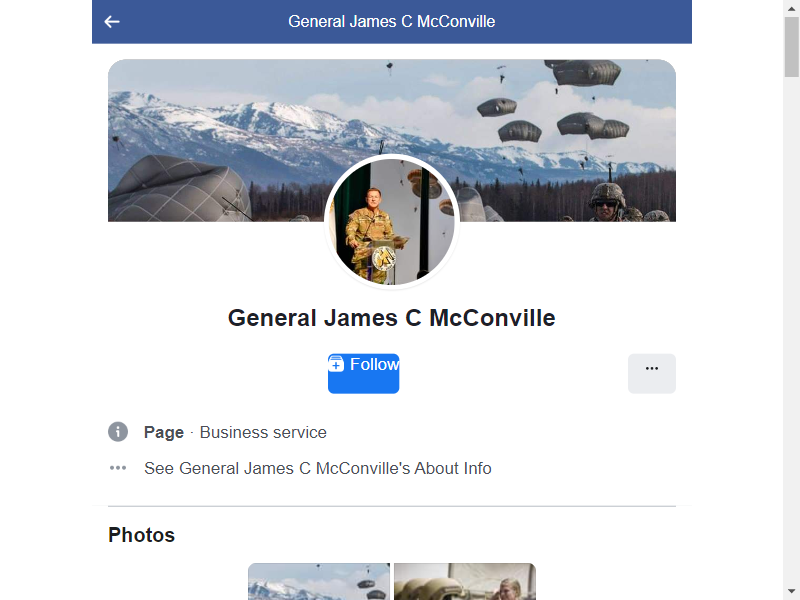 General James C McConville
General James C McConville
Follow
Page · Business service
See General James C McConville's About Info
Photos